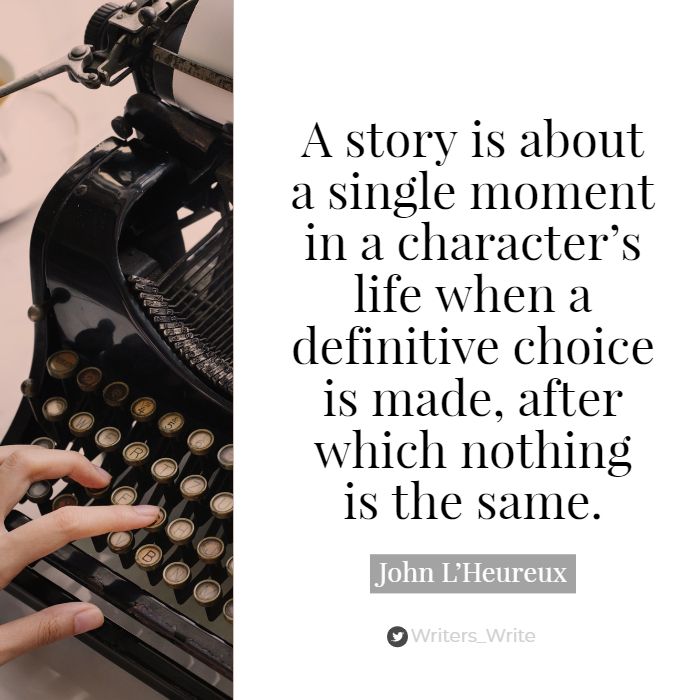 A story is about
a single moment
in a character’s
life when a
definitive choice
is made, after
which nothing
is the same.
John L’Heureux
Writers_Write